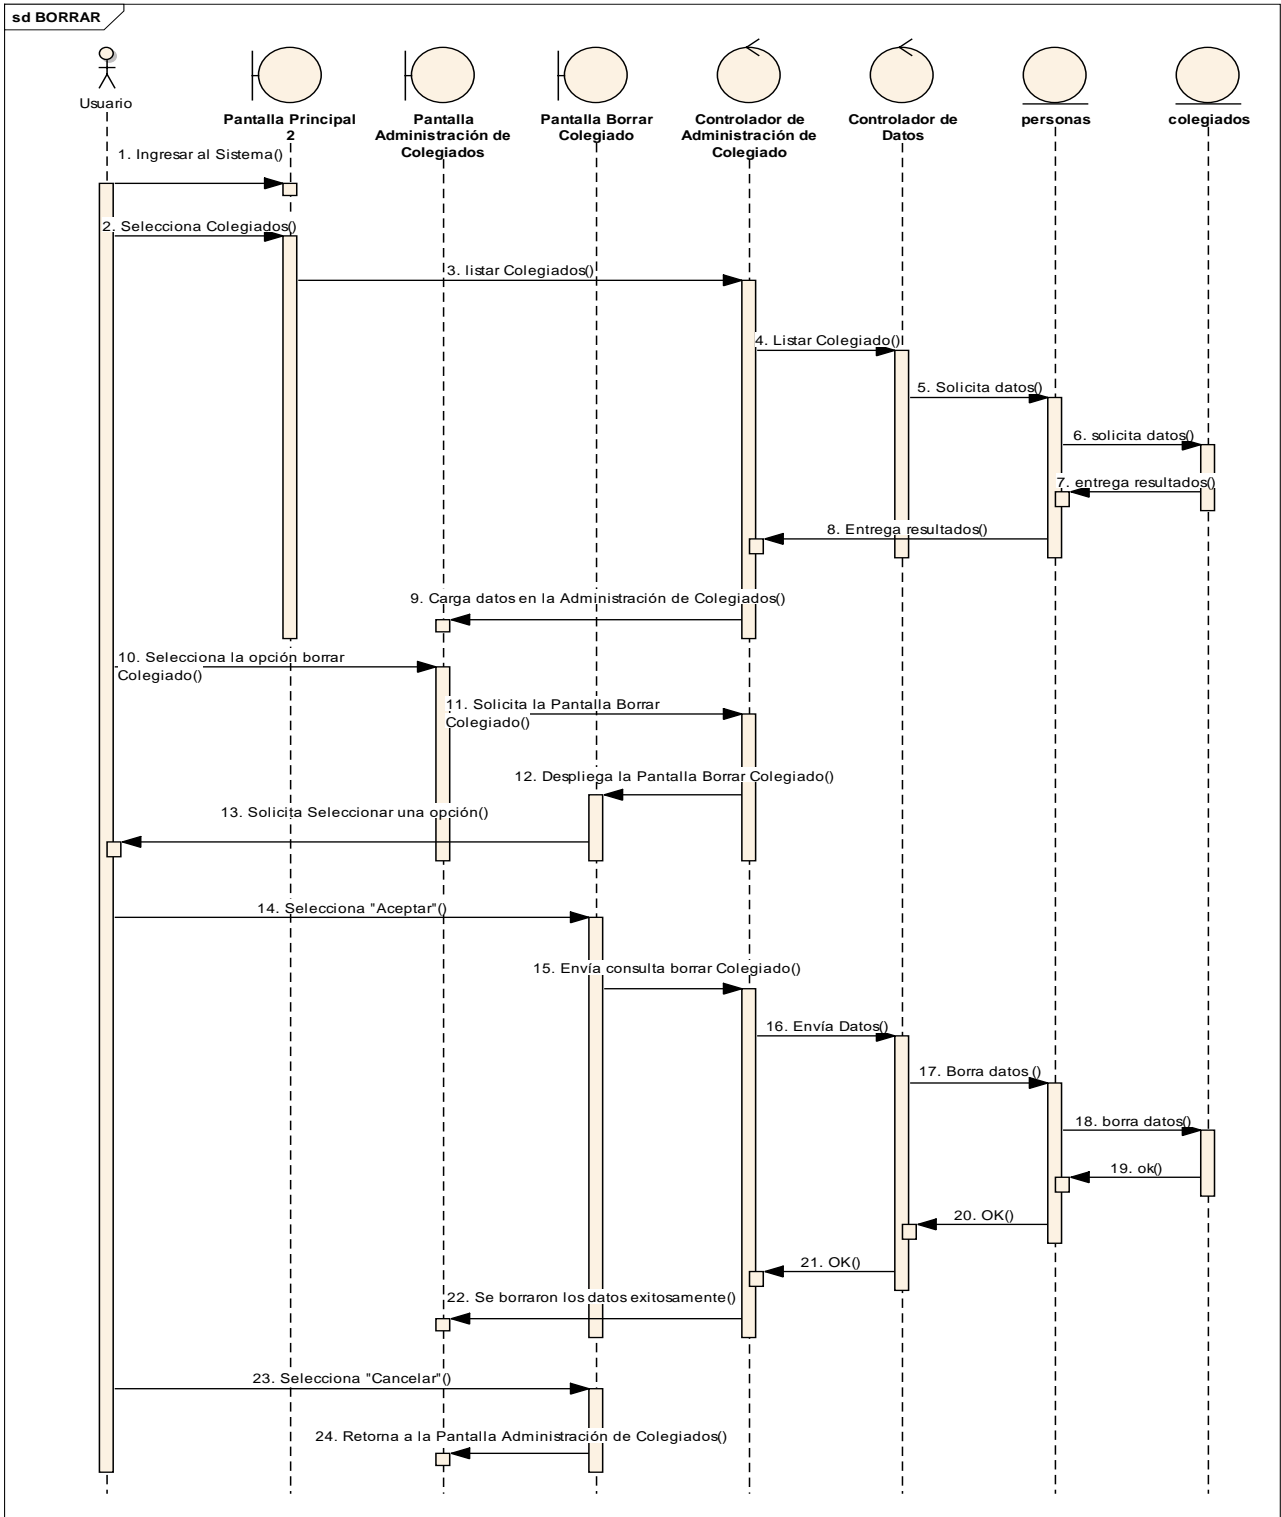 sd BORRAR
Usuario
Pantalla Principal
2
Pantalla
Administración de
Colegiados
Pantalla Borrar
Colegiado
Controlador de
Administración de
Colegiado
Controlador de
Datos
personas
colegiados
1. Ingresar al Sistema()
2. Selecciona Colegiados()
3. listar Colegiados()
4. Listar Colegiado()
5. Solicita datos()
6. solicita datos()
7. entrega resultados()
8. Entrega resultados()
9. Carga datos en la Administración de Colegiados()
10. Selecciona la opción borrar
Colegiado()
11. Solicita la Pantalla Borrar
Colegiado()
12. Despliega la Pantalla Borrar Colegiado()
13. Solicita Seleccionar una opción()
14. Selecciona "Aceptar"()
15. Envía consulta borrar Colegiado()
16. Envía Datos()
17. Borra datos ()
18. borra datos()
19. ok()
20. OK()
21. OK()
22. Se borraron los datos exitosamente()
23. Selecciona "Cancelar"()
24. Retorna a la Pantalla Administración de Colegiados()